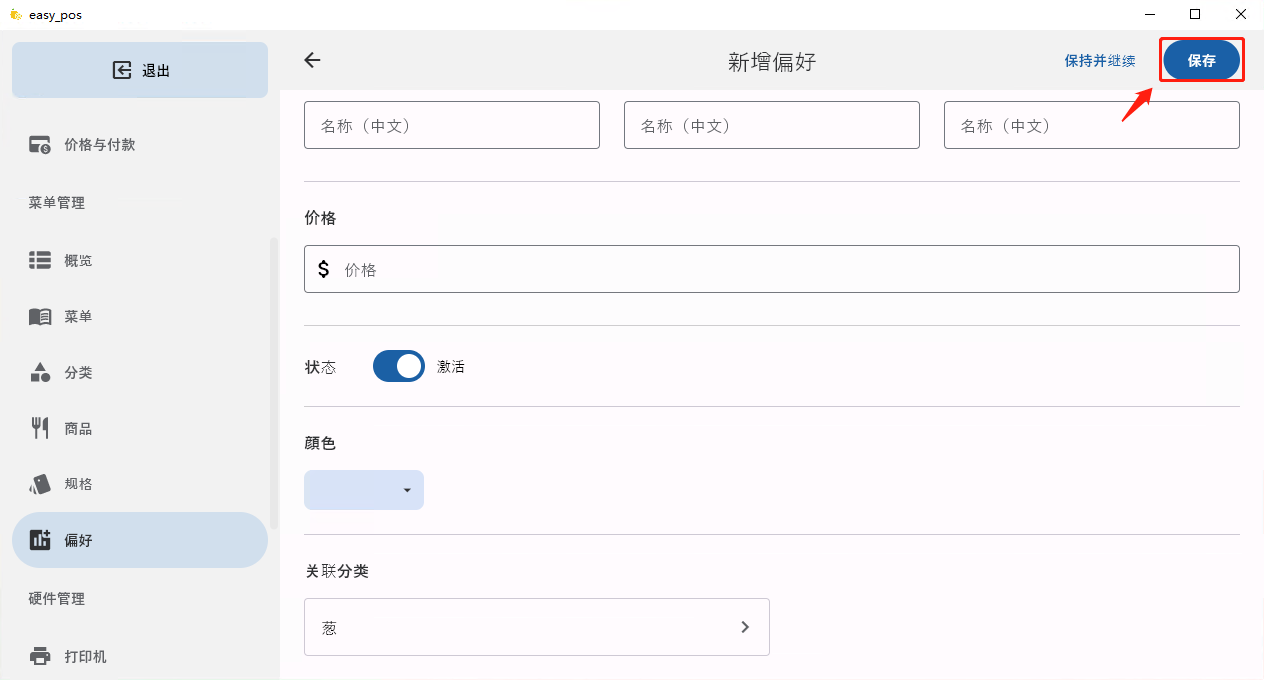 easy_pos
退出
新增偏好
保持并继续
保存
名称（中文）
名称（中文）
名称（中文）
价格与付款
菜单管理
价格
概览
$ 价格
菜单
状态
激活
分类
商品
颜色
规格
偏好
关联分类
硬件管理
葱
打印机